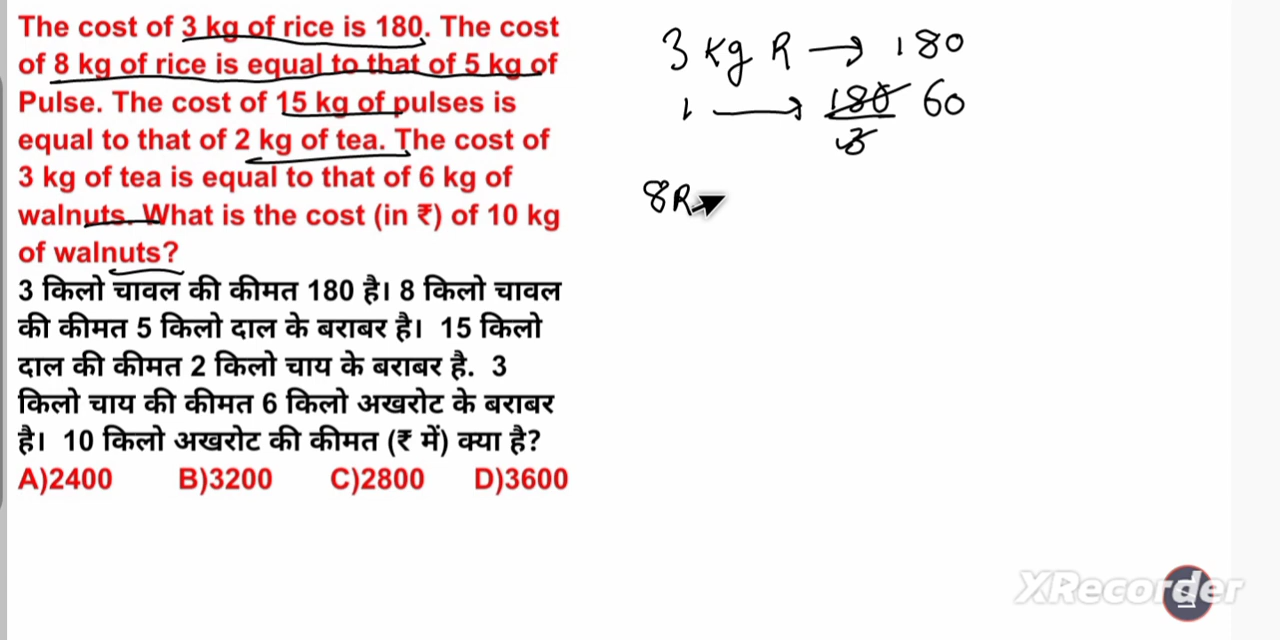 The cost of 3 kg of rice is 180. The cost
of 8 kg of rice is equal to that of 5 kg of
Pulse. The cost of 15 kg of pulses is
equal to that of 2 kg of tea. The cost of
3 kg of tea is equal to that of 6 kg of
walnuts. What is the cost (in ₹) of 10 kg
of walnuts?
3 किलो चावल की कीमत 180 है। 8 किलो चावल
की कीमत 5 किलो दाल के बराबर है। 15 किलो
दाल की कीमत 2 किलो चाय के बराबर है. 3
किलो चाय की कीमत 6 किलो अखरोट के बराबर
है। 10 किलो अखरोट की कीमत (₹ में) क्या है?
A)2400 B)3200 C)2800 D)3600
3 kg R → 180
1 → 180/3 60
8R
XRecorder